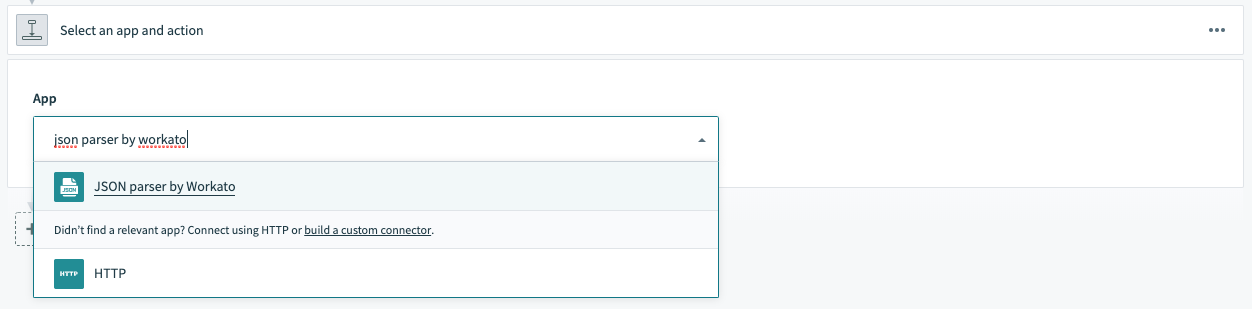 Select an app and action
App
json parser by workato
JSON
JSON parser by Workato
Didn't find a relevant app? Connect using HTTP or build a custom connector.
HTTP
HTTP